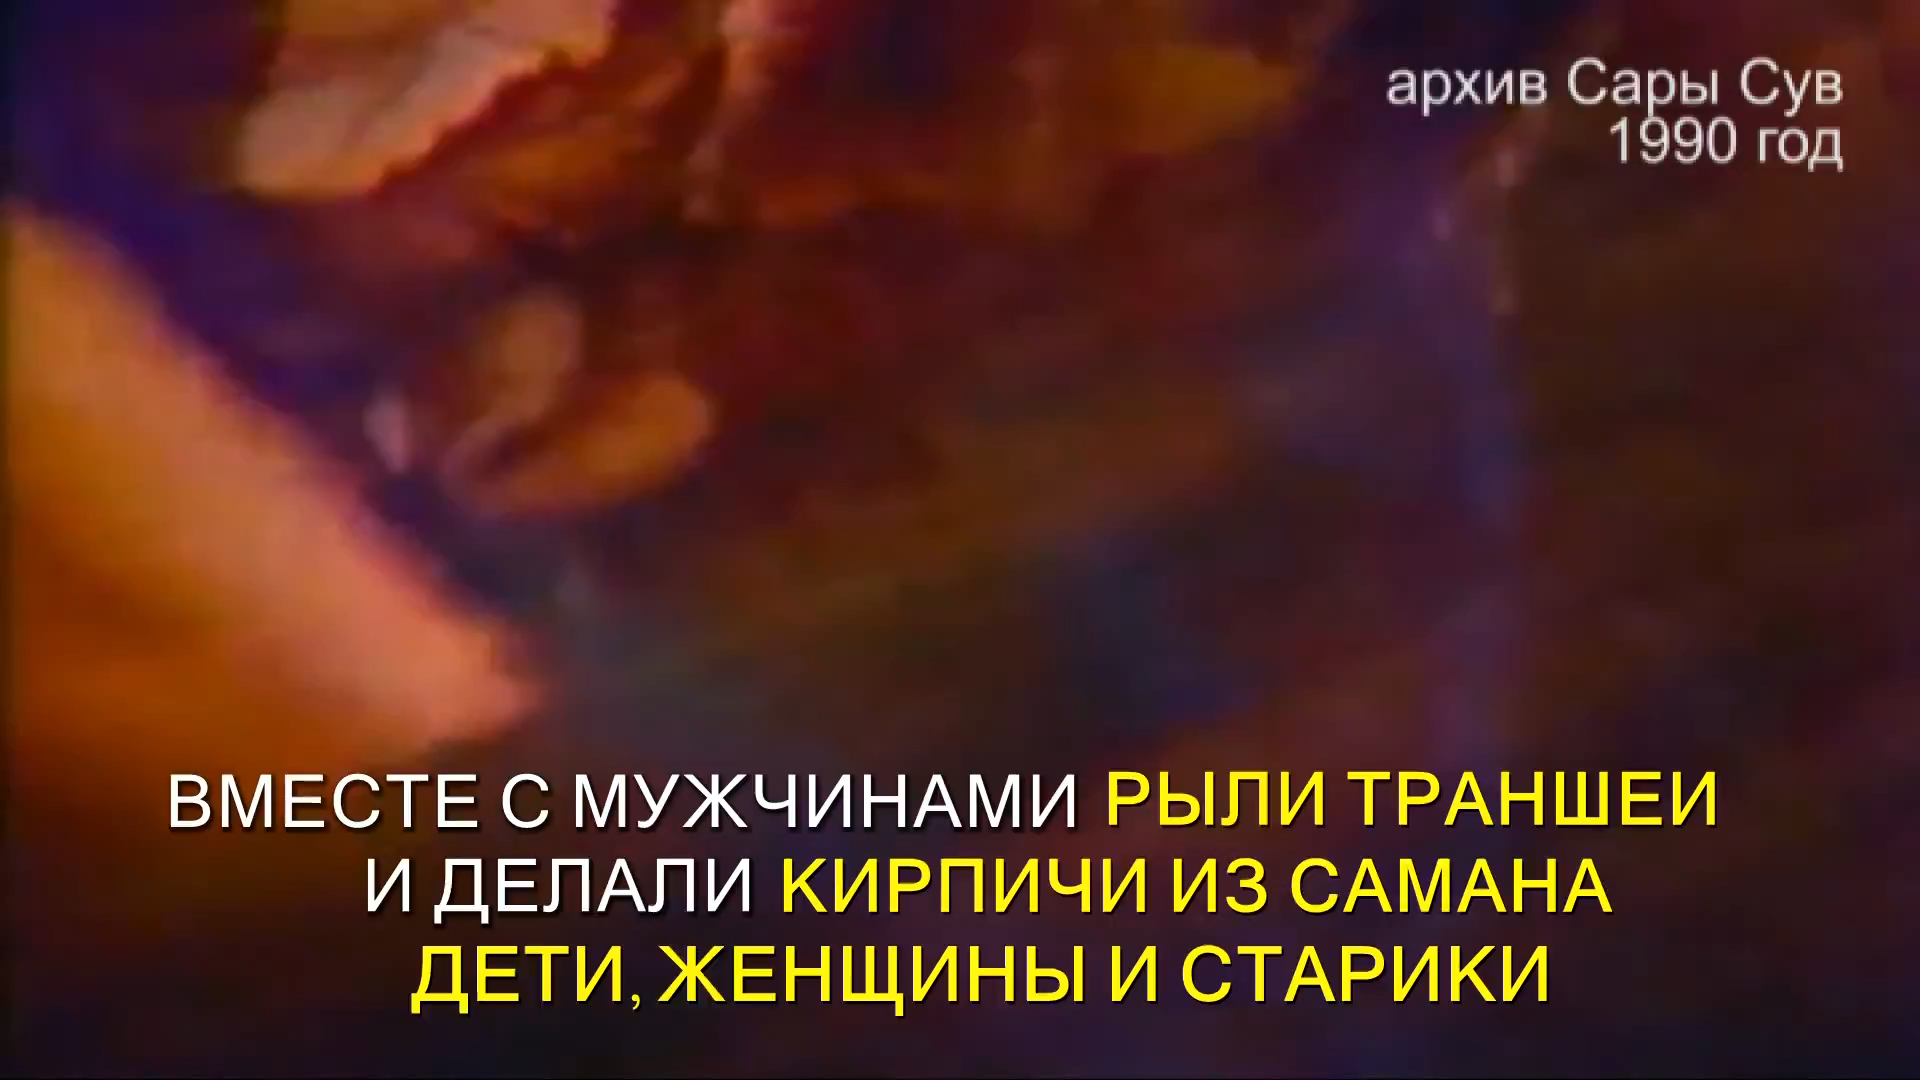 архив Сары Сув
1990 год
ВМЕСТЕ С МУЖЧИНАМИ РЫЛИ ТРАНШЕИ
И ДЕЛАЛИ КИРПИЧИ ИЗ САМАНА
ДЕТИ, ЖЕНЩИНЫ И СТАРИКИ